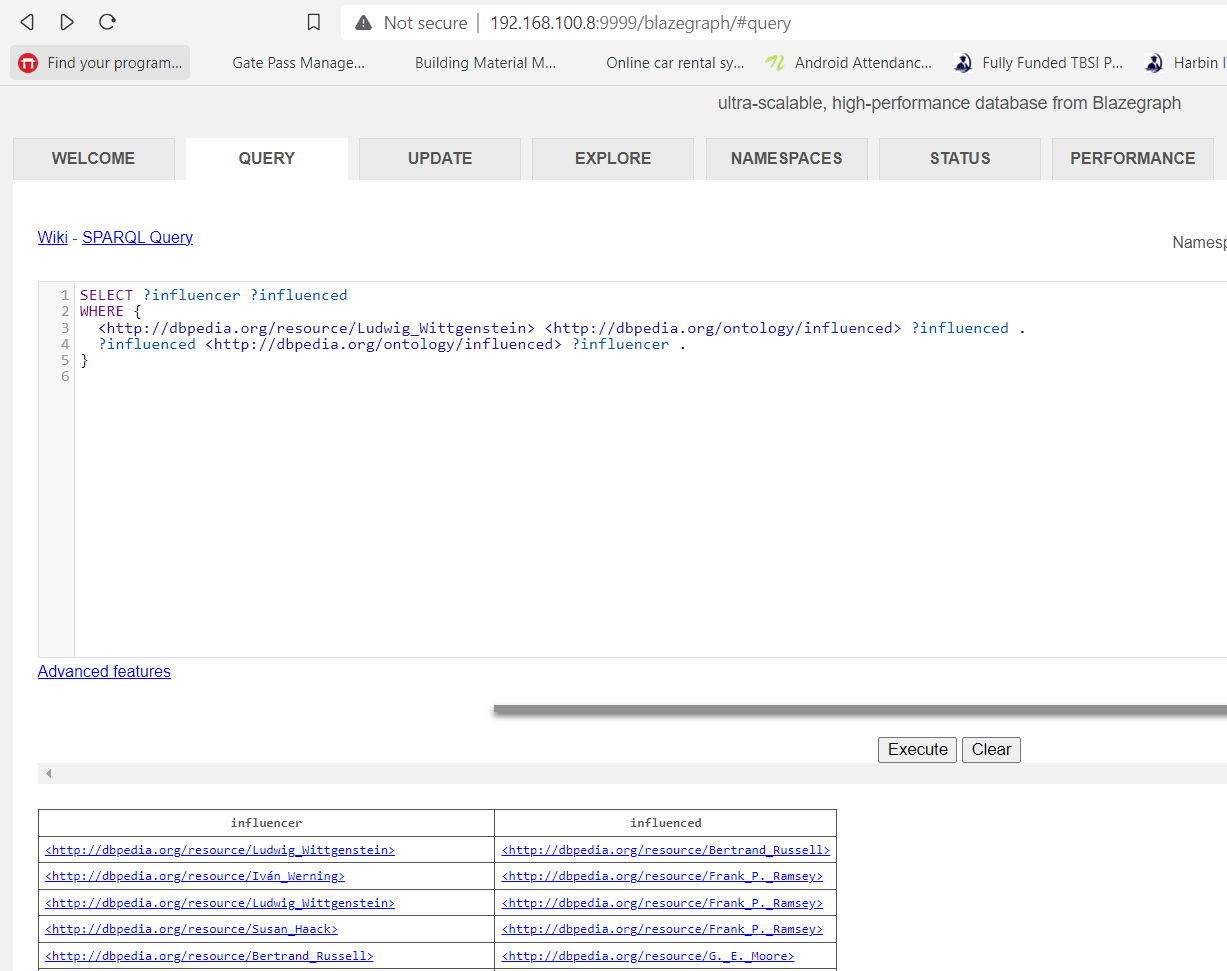 Not secure | 192.168.100.8:9999/blazegraph/#query
Find your program... Gate Pass Manage... Building Material M... Online car rental sy... Android Attendanc... Fully Funded TBSI P... Harbin I
ultra-scalable, high-performance database from Blazegraph
WELCOME QUERY UPDATE EXPLORE NAMESPACES STATUS PERFORMANCE
Wiki - SPARQL Query
Namesp
1 SELECT ?influencer ?influenced
2 WHERE {
3 <http://dbpedia.org/resource/Ludwig_Wittgenstein> <http://dbpedia.org/ontology/influenced> ?influenced .
4 ?influenced <http://dbpedia.org/ontology/influenced> ?influencer .
5 }
6
Advanced features
Execute Clear
influencer influenced
<http://dbpedia.org/resource/Ludwig_Wittgenstein> <http://dbpedia.org/resource/Bertrand_Russell>
<http://dbpedia.org/resource/Iván_Werning> <http://dbpedia.org/resource/Frank_P._Ramsey>
<http://dbpedia.org/resource/Ludwig_Wittgenstein> <http://dbpedia.org/resource/Frank_P._Ramsey>
<http://dbpedia.org/resource/Susan_Haack> <http://dbpedia.org/resource/Frank_P._Ramsey>
<http://dbpedia.org/resource/Bertrand_Russell> <http://dbpedia.org/resource/G._E._Moore>